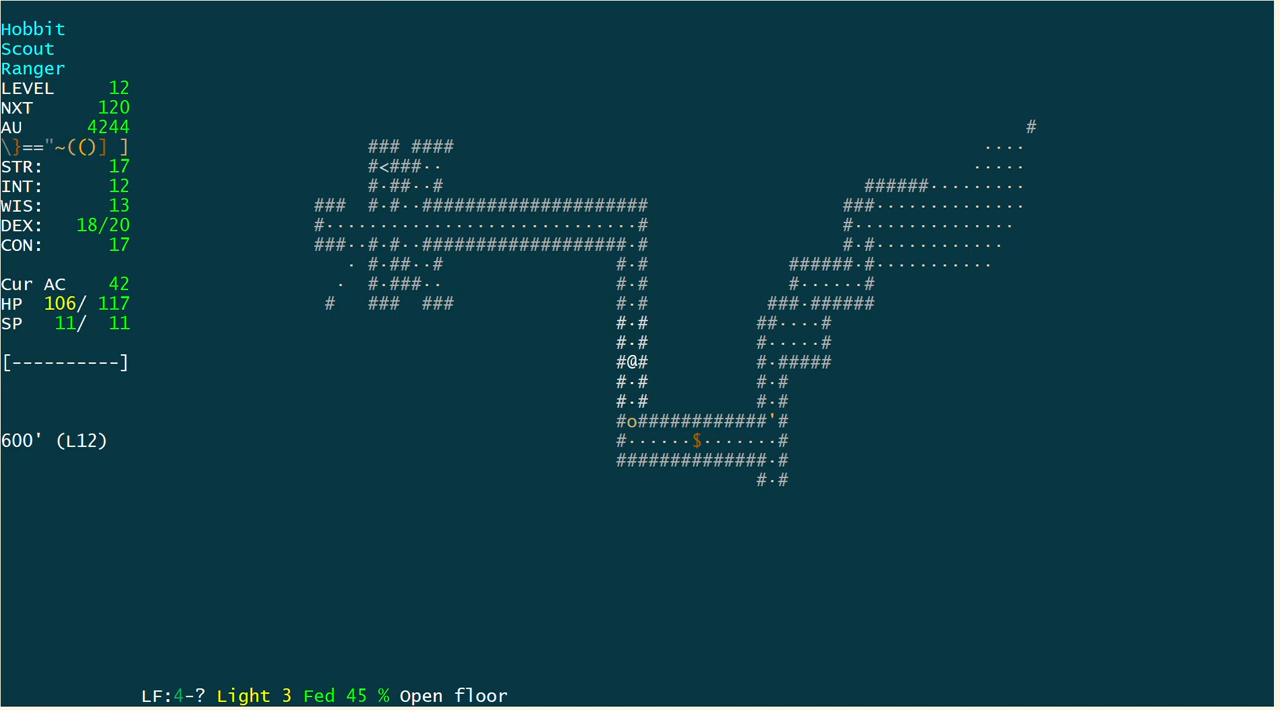 Hobbit
Scout
Ranger
LEVEL 12
NXT 120
AU 4244 #
\}=="~(()] ] ### #### ····
STR: 17 #<###·· ·····
INT: 12 #·##··# ######·········
WIS: 13 ### #·#··##################### ###··············
DEX: 18/20 #·····························# #···············
CON: 17 ###··#·#··###################·# #·#············
· #·##··# #·# ######·#···········
Cur AC 42 · #·###·· #·# #······#
HP 106/ 117 # ### ### #·# ###·######
SP 11/ 11 #·# ##····#
#·# #·····#
[----------] #@# #·#####
#·# #·#
#·# #·#
#o############'#
600' (L12) #······$·······#
##############·#
#·#
LF:4-? Light 3 Fed 45 % Open floor